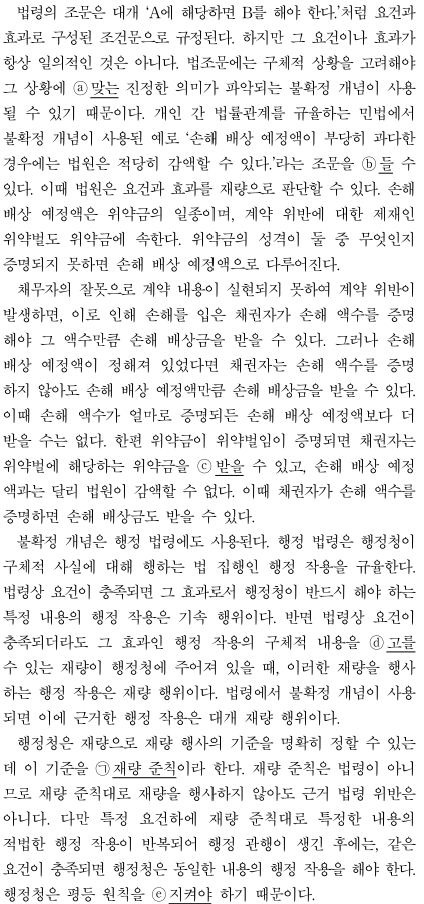 법령의 조문은 대개 ‘A에 해당하면 B를 해야 한다.’처럼 요건과
효과로 구성된 조건문으로 규정된다. 하지만 그 요건이나 효과가
항상 일의적인 것은 아니다. 법조문에는 구체적 상황을 고려해야
그 상황에 ⓐ맞는 진정한 의미가 파악되는 불확정 개념이 사용
될 수 있기 때문이다. 개인 간 법률관계를 규율하는 민법에서
불확정 개념이 사용된 예로 ‘손해 배상 예정액이 부당히 과다한
경우에는 법원은 적당히 감액할 수 있다.’라는 조문을 ⓑ들 수
있다. 이때 법원은 요건과 효과를 재량으로 판단할 수 있다. 손해
배상 예정액은 위약금의 일종이며, 계약 위반에 대한 제재인
위약벌도 위약금에 속한다. 위약금의 성격이 둘 중 무엇인지
증명되지 못하면 손해 배상 예정액으로 다루어진다.
채무자의 잘못으로 계약 내용이 실현되지 못하여 계약 위반이
발생하면, 이로 인해 손해를 입은 채권자가 손해 액수를 증명
해야 그 액수만큼 손해 배상금을 받을 수 있다. 그러나 손해
배상 예정액이 정해져 있었다면 채권자는 손해 액수를 증명
하지 않아도 손해 배상 예정액만큼 손해 배상금을 받을 수 있다.
이때 손해 액수가 얼마로 증명되든 손해 배상 예정액보다 더
받을 수는 없다. 한편 위약금이 위약벌임이 증명되면 채권자는
위약벌에 해당하는 위약금을 ⓒ받을 수 있고, 손해 배상 예정
액과는 달리 법원이 감액할 수 없다. 이때 채권자가 손해 액수를
증명하면 손해 배상금도 받을 수 있다.
불확정 개념은 행정 법령에도 사용된다. 행정 법령은 행정청이
구체적 사실에 대해 행하는 법 집행인 행정 작용을 규율한다.
법령상 요건이 충족되면 그 효과로서 행정청이 반드시 해야 하는
특정 내용의 행정 작용은 기속 행위이다. 반면 법령상 요건이
충족되더라도 그 효과인 행정 작용의 구체적 내용을 ⓓ고를
수 있는 재량이 행정청에 주어져 있을 때, 이러한 재량을 행사
하는 행정 작용은 재량 행위이다. 법령에서 불확정 개념이 사용
되면 이에 근거한 행정 작용은 대개 재량 행위이다.
행정청은 재량으로 재량 행사의 기준을 명확히 정할 수 있는
데 이 기준을 ㉠재량 준칙이라 한다. 재량 준칙은 법령이 아니
므로 재량 준칙대로 재량을 행사하지 않아도 근거 법령 위반은
아니다. 다만 특정 요건하에 재량 준칙대로 특정한 내용의
적법한 행정 작용이 반복되어 행정 관행이 생긴 후에는, 같은
요건이 충족되면 행정청은 동일한 내용의 행정 작용을 해야 한다.
행정청은 평등 원칙을 ⓔ지켜야 하기 때문이다.